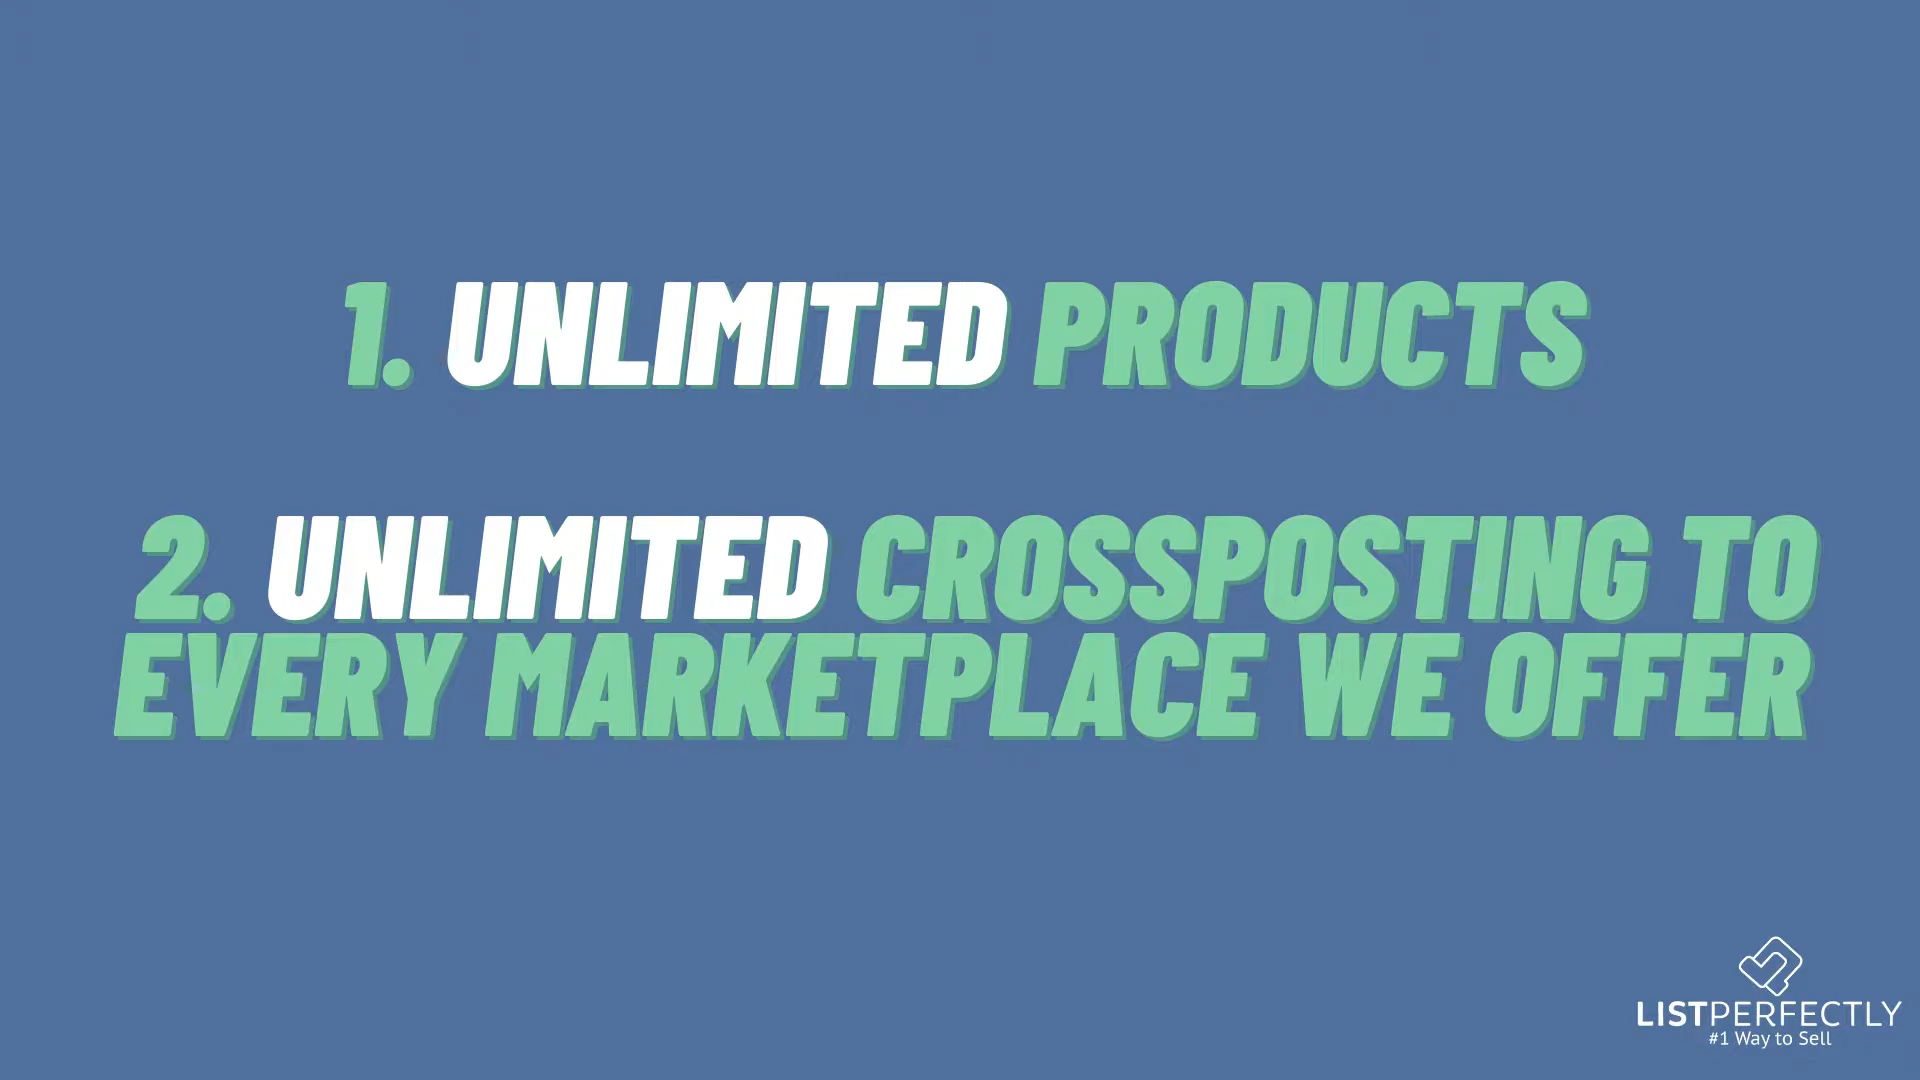 1. UNLIMITED PRODUCTS
2. UNLIMITED CROSSPOSTING TO
EVERY MARKETPLACE WE OFFER
LISTPERFECTLY
#1 Way to Sell